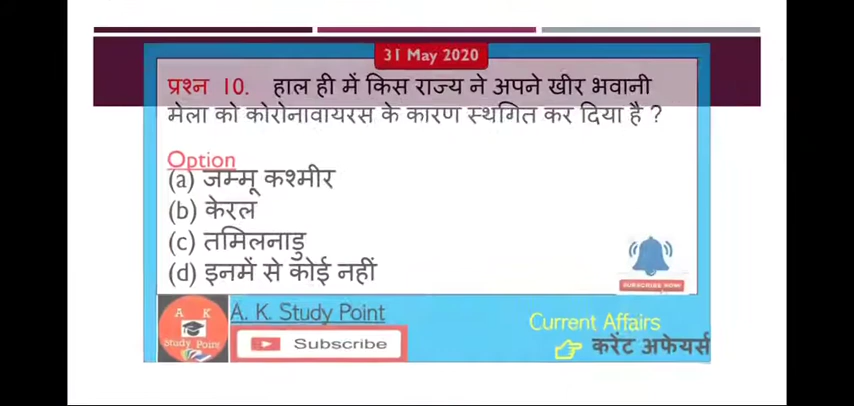 31 May 2020
प्रश्न 10. हाल ही में किस राज्य ने अपने खीर भवानी
मेला को कोरोनावायरस के कारण स्थगित कर दिया है ?
Option
(a) जम्मू कश्मीर
(b) केरल
(c) तमिलनाडु
(d) इनमें से कोई नहीं
SUBSCRIBE NOW!
A K
Study Point
A. K. Study Point
Subscribe
Current Affairs
करेंट अफेयर्स